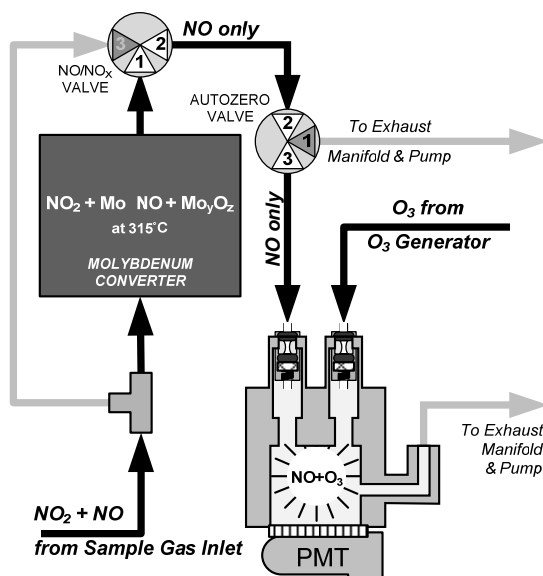 NO only
3
2
1
NO/NOx
VALVE
AUTOZERO
VALVE
2
1
3
To Exhaust
Manifold & Pump
NO2 + Mo NO + MoyOz
at 315˚C
MOLYBDENUM
CONVERTER
NO only
O3 from
O3 Generator
To Exhaust
Manifold
& Pump
NO+O3
NO2 + NO
from Sample Gas Inlet
PMT